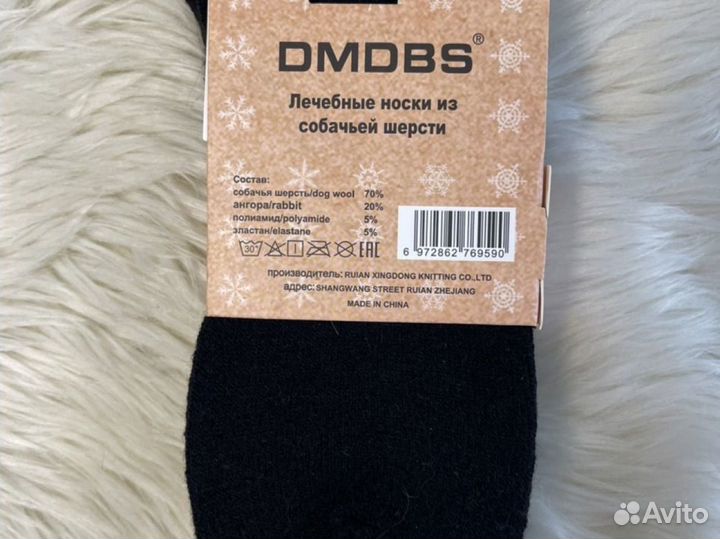 DMDBS®
Лечебные носки из
собачьей шерсти
Состав:
собачья шерсть/dog wool 70%
ангора/rabbit 20%
полиамид/polyamide 5%
эластан/elastane 5%
30° EAC
6 972862 769590
производитель: RUIAN XINGDONG KNITTING CO.,LTD
адрес: SHANGWANG STREET RUIAN ZHEJIANG
MADE IN CHINA
Avito